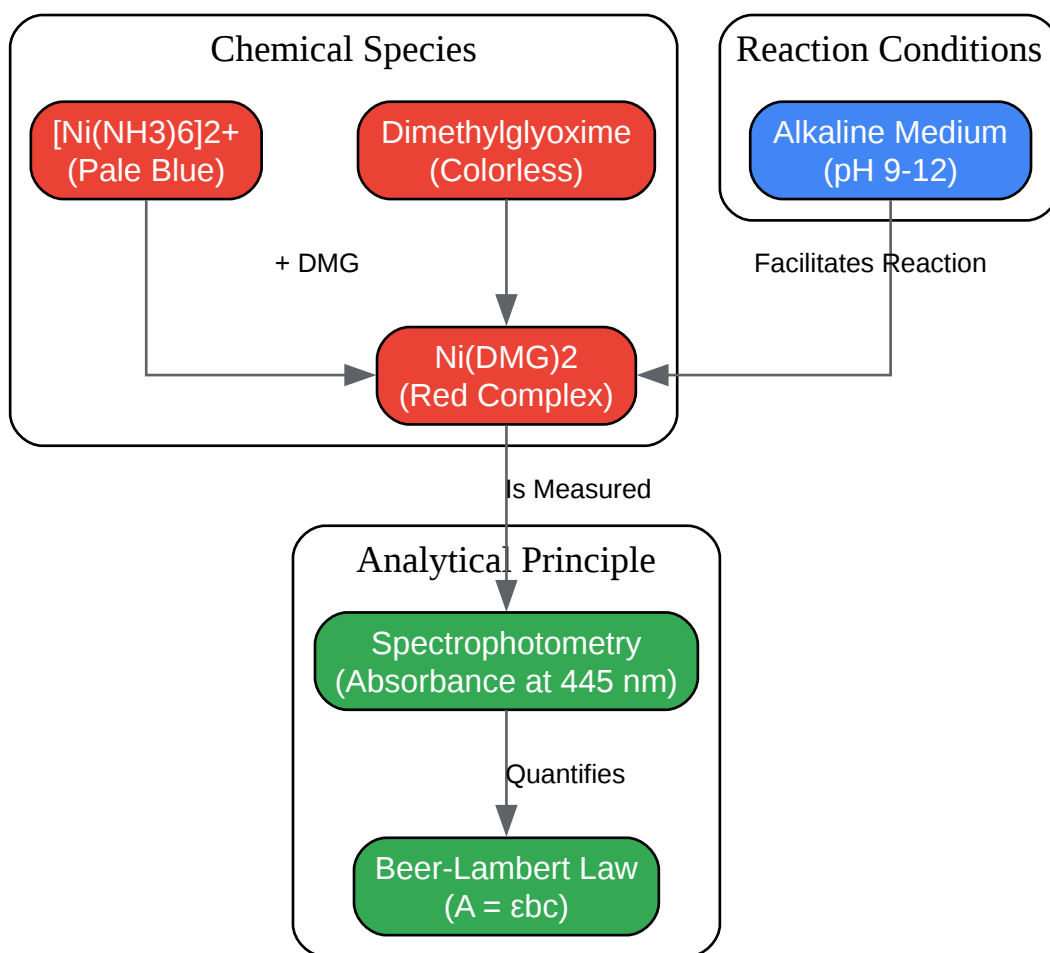 Chemical Species
Reaction Conditions
[Ni(NH3)6]2+
(Pale Blue)
Dimethylglyoxime
(Colorless)
Alkaline Medium
(pH 9-12)
+ DMG
Facilitates Reaction
Ni(DMG)2
(Red Complex)
Is Measured
Analytical Principle
Spectrophotometry
(Absorbance at 445 nm)
Quantifies
Beer-Lambert Law
(A = εbc)